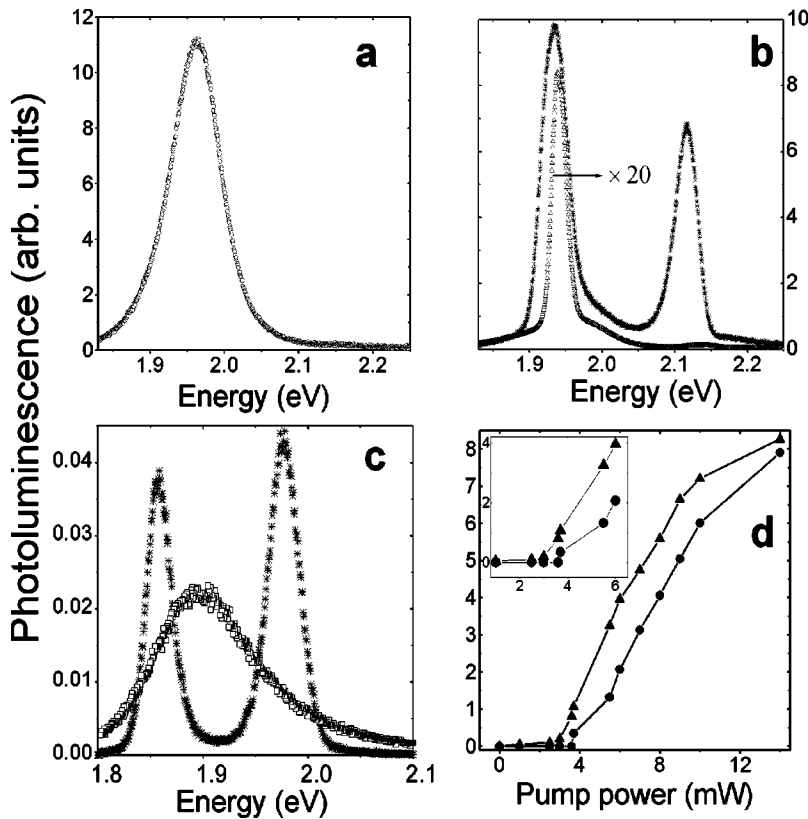 Photoluminescence (arb. units)
a
12
10
8
6
4
2
0
1.9 2.0 2.1 2.2
Energy (eV)
b
× 20
10
8
6
4
2
0
1.9 2.0 2.1 2.2
Energy (eV)
c
0.04
0.03
0.02
0.01
0.00
1.8 1.9 2.0 2.1
Energy (eV)
d
8
7
6
5
4
3
2
1
0
0 4 8 12
Pump power (mW)
4
2
0
2 4 6